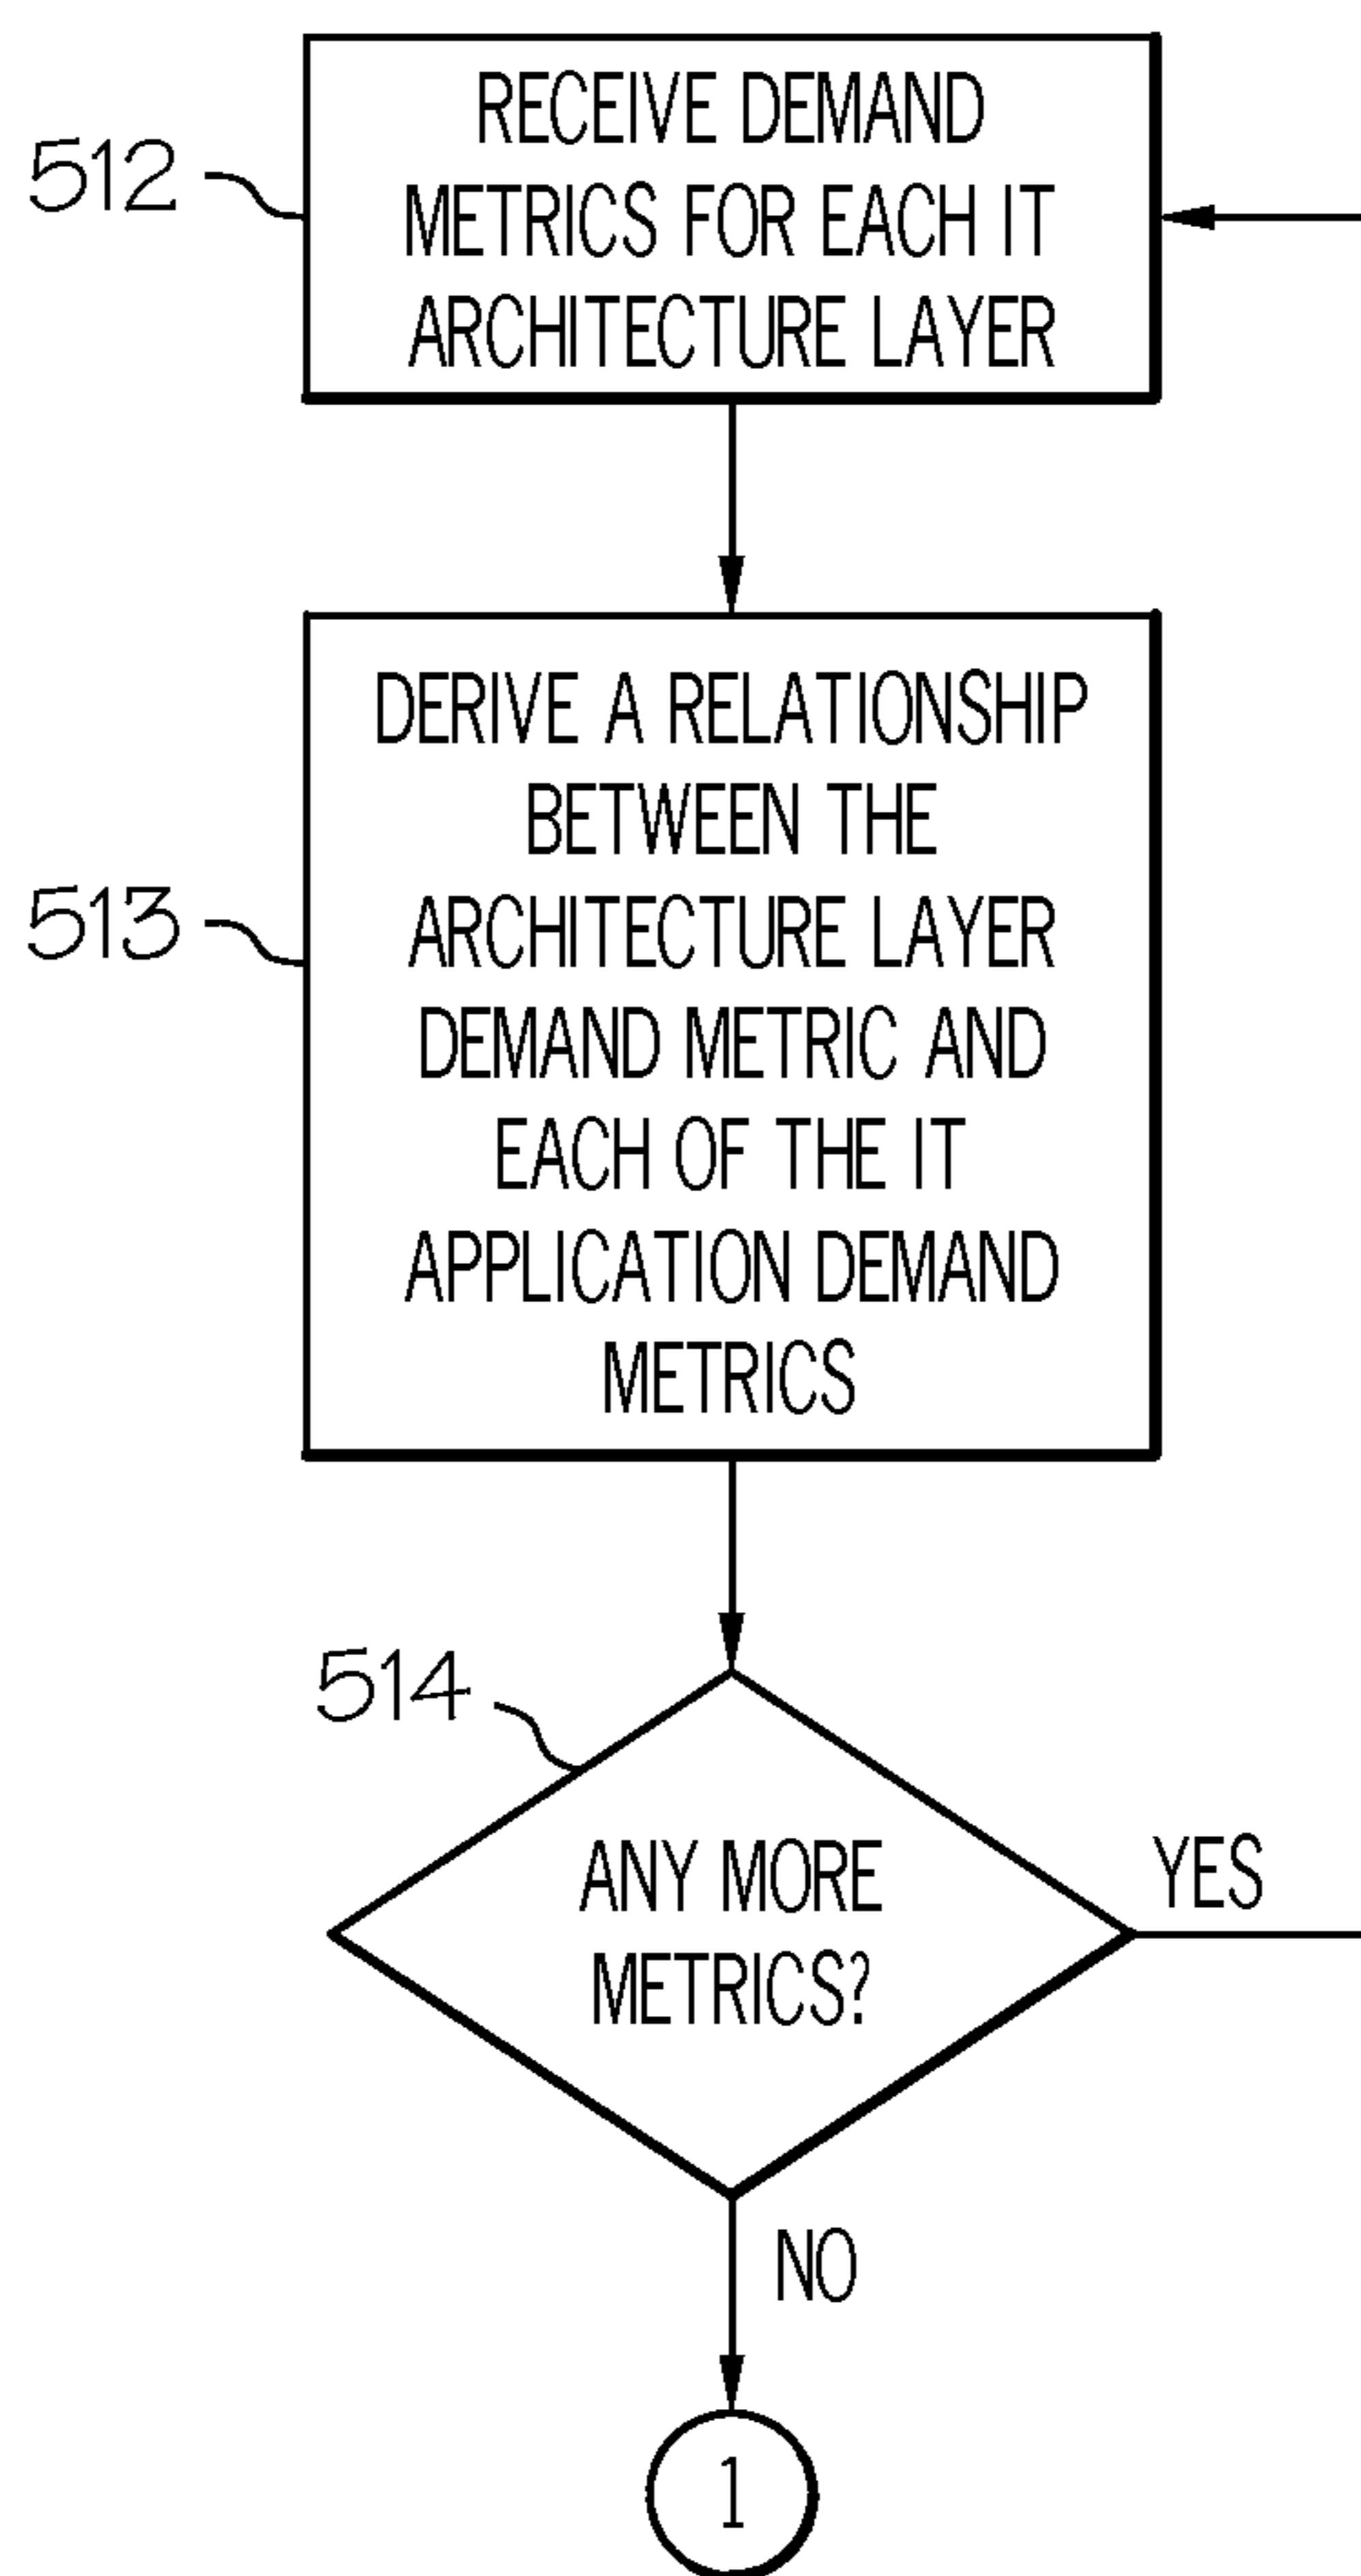 512
RECEIVE DEMAND
METRICS FOR EACH IT
ARCHITECTURE LAYER
513
DERIVE A RELATIONSHIP
BETWEEN THE
ARCHITECTURE LAYER
DEMAND METRIC AND
EACH OF THE IT
APPLICATION DEMAND
METRICS
514
ANY MORE
METRICS?
YES
NO
1